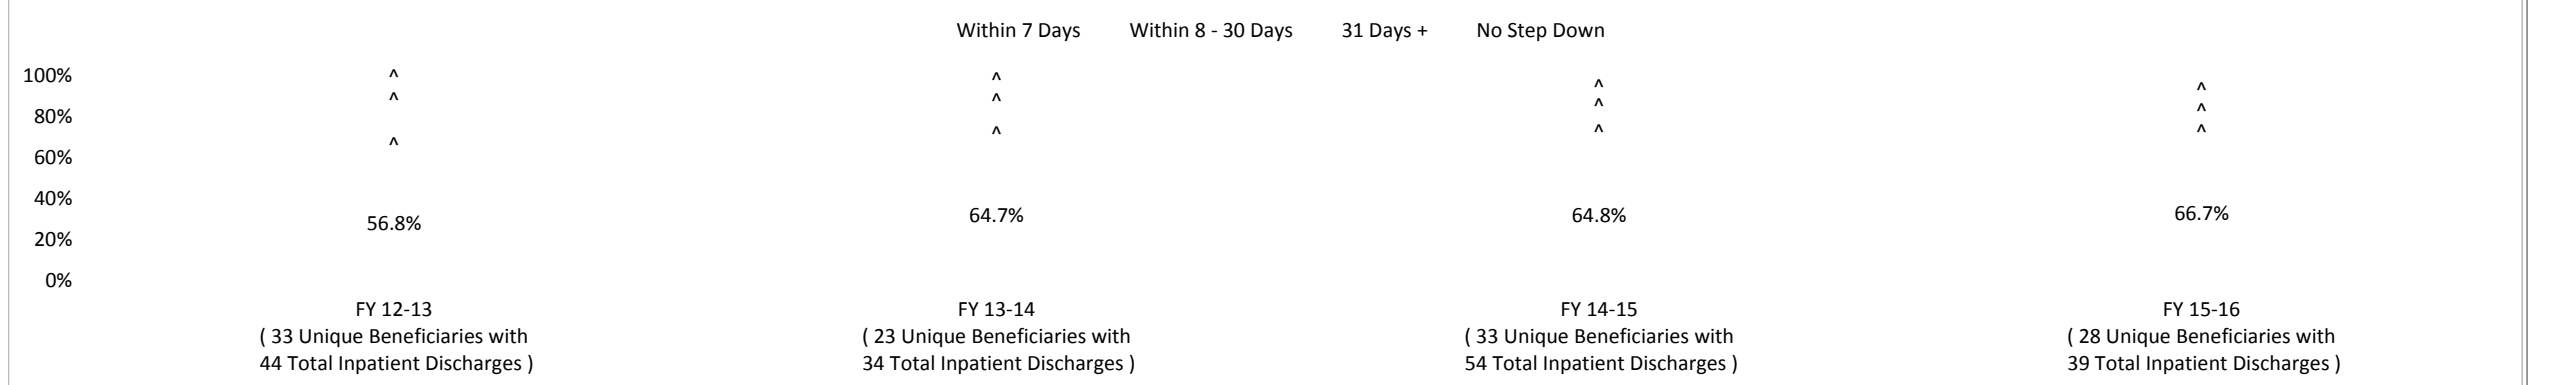 Within 7 Days Within 8 - 30 Days 31 Days + No Step Down
100% ^ ^ ^ ^
^ ^ ^ ^
80%
^ ^ ^ ^
60%
40%
56.8% 64.7% 64.8% 66.7%
20%
0%
FY 12-13 FY 13-14 FY 14-15 FY 15-16
( 33 Unique Beneficiaries with ( 23 Unique Beneficiaries with ( 33 Unique Beneficiaries with ( 28 Unique Beneficiaries with
44 Total Inpatient Discharges ) 34 Total Inpatient Discharges ) 54 Total Inpatient Discharges ) 39 Total Inpatient Discharges )